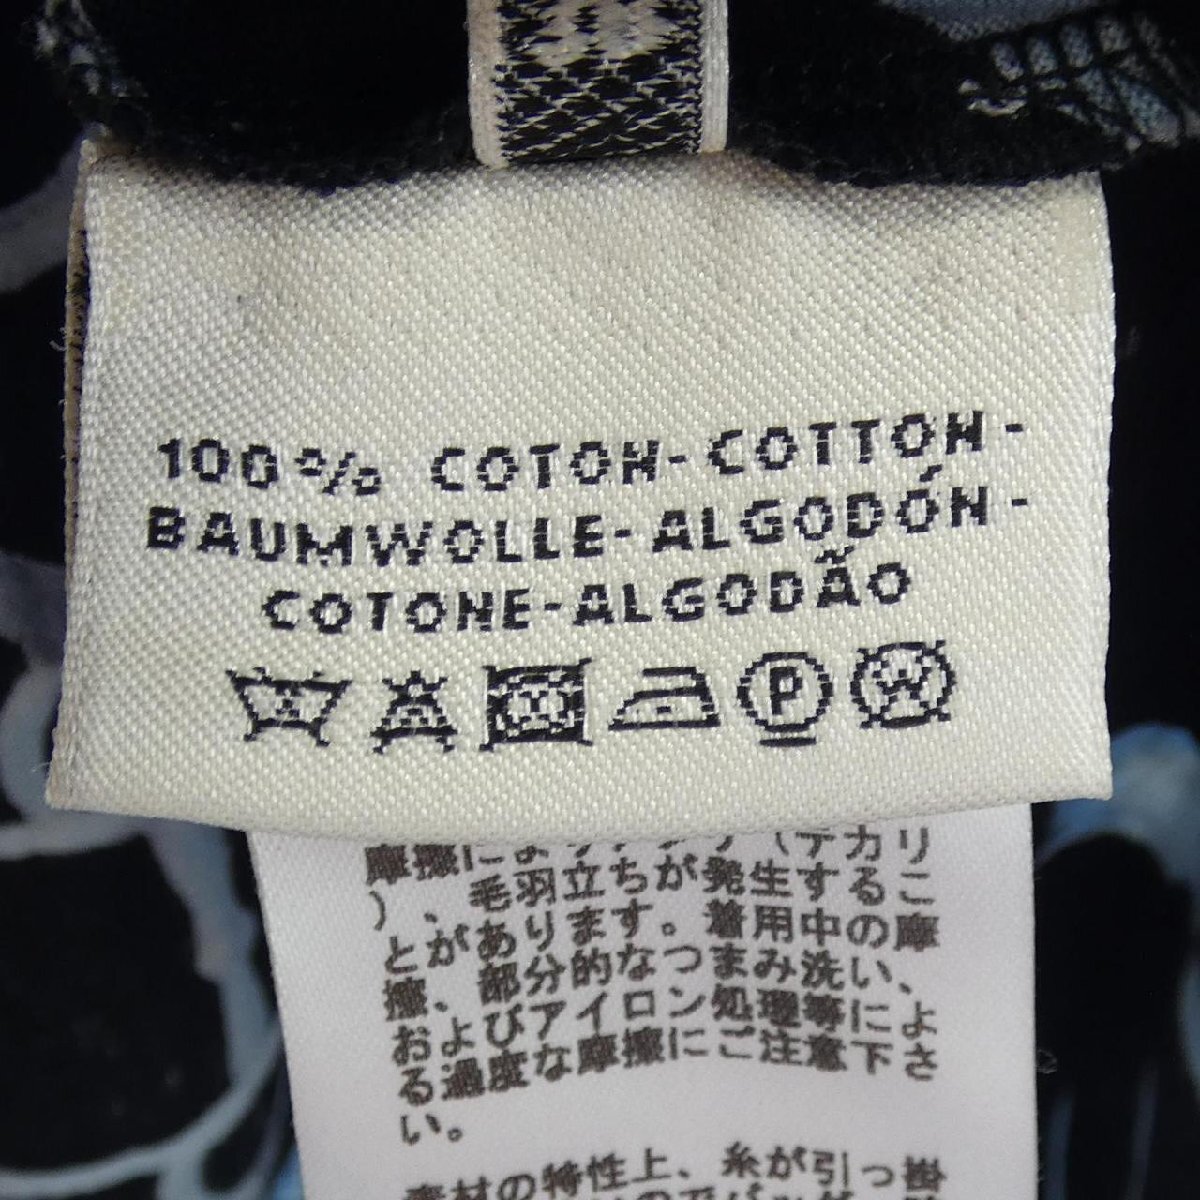 100% COTON-COTTON-
BAUMWOLLE-ALGODÓN-
COTONE-ALGODÃO
P
W
摩擦により （テカリ
）、毛羽立ちが発生するこ
とがあります。着用中の摩
擦、部分的なつまみ洗い、
およびアイロン処理等によ
る過度な摩擦にご注意下さ
い。
素材の特性上、糸が引っ掛